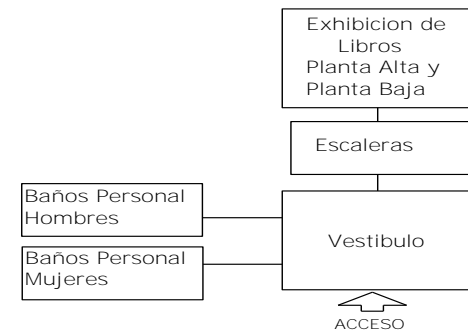 Exhibicion de
Libros
Planta Alta y
Planta Baja
Escaleras
Baños Personal
Hombres
Vestibulo
Baños Personal
Mujeres
ACCESO